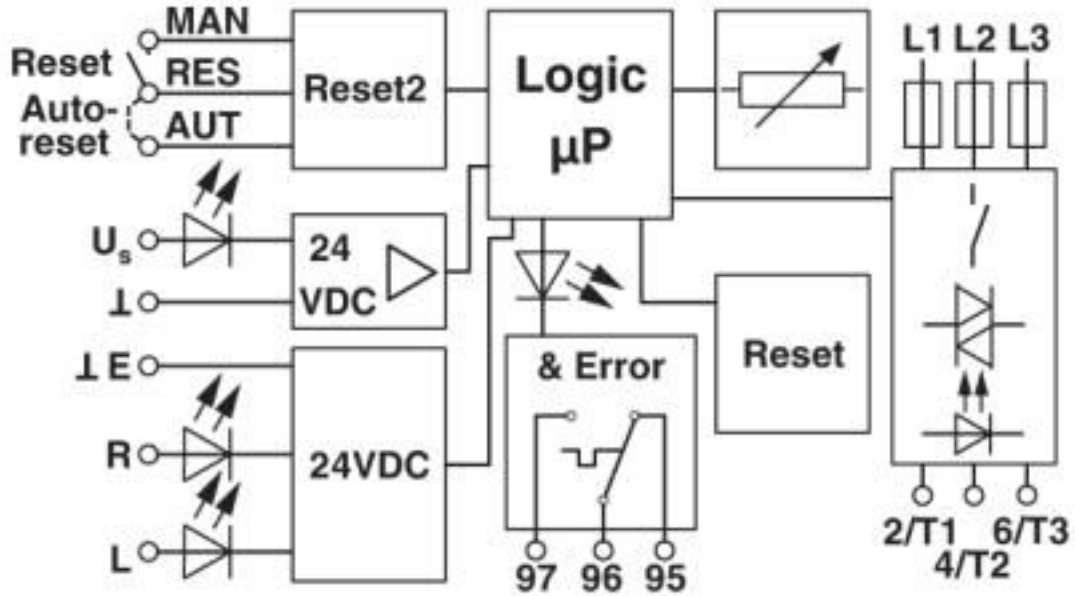 MAN
Reset
RES
Auto-
reset
AUT
Reset2
Logic
µP
L1 L2 L3
Us
⊥
24
VDC
⊥ E
R
L
24VDC
& Error
97 96 95
Reset
2/T1 6/T3
4/T2